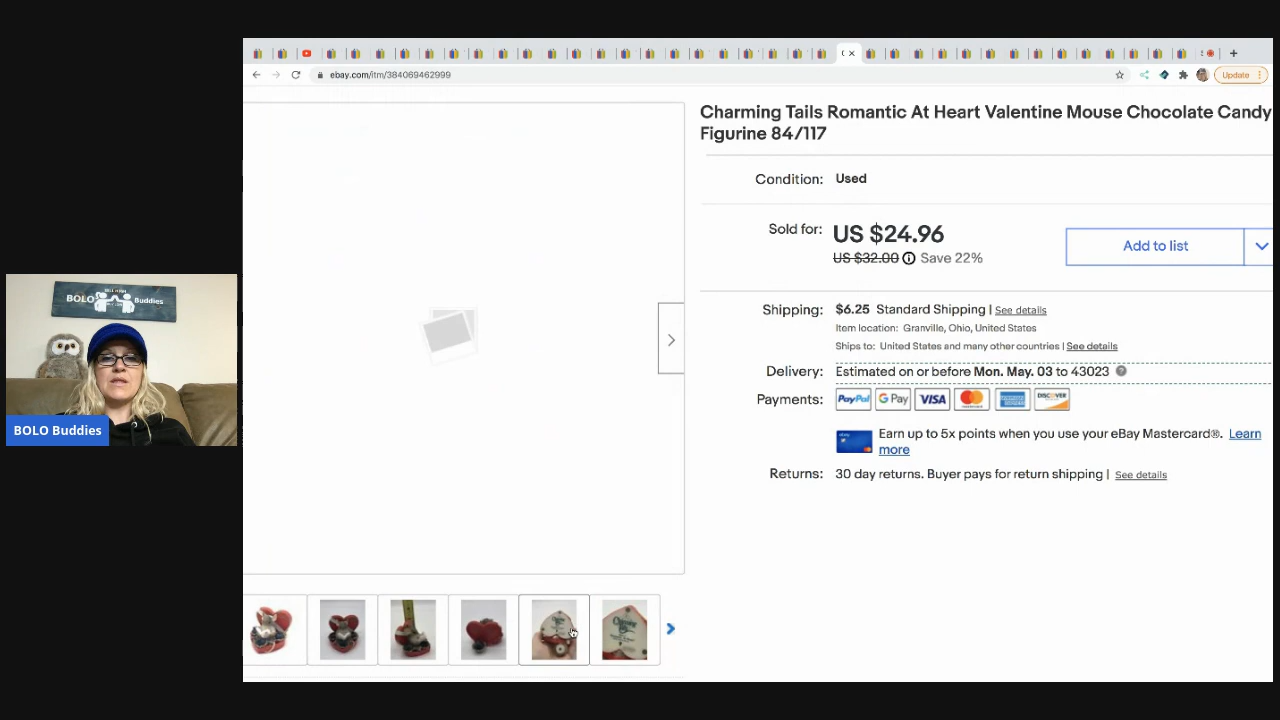 ebay.com/itm/384069462999
Update
Charming Tails Romantic At Heart Valentine Mouse Chocolate Candy
Figurine 84/117
Condition: Used
Sold for: US $24.96
US $32.00 Save 22%
Add to list
Shipping: $6.25 Standard Shipping | See details
Item location: Granville, Ohio, United States
Ships to: United States and many other countries | See details
Delivery: Estimated on or before Mon. May. 03 to 43023
Payments: PayPal G Pay VISA DISCOVER
Earn up to 5x points when you use your eBay Mastercard®. Learn
more
Returns: 30 day returns. Buyer pays for return shipping | See details
BOLO Buddies
BOLO Buddies